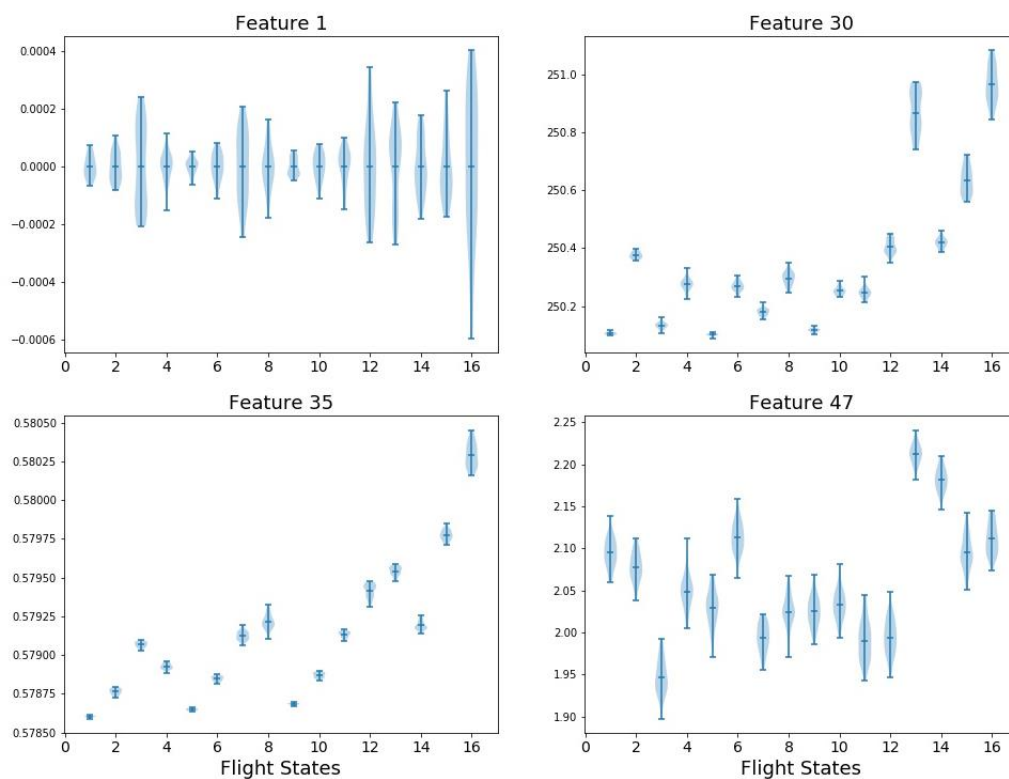 Feature 1
0.0004
0.0002
0.0000
−0.0002
−0.0004
−0.0006
0 2 4 6 8 10 12 14 16
Feature 30
251.0
250.8
250.6
250.4
250.2
0 2 4 6 8 10 12 14 16
Feature 35
0.58050
0.58025
0.58000
0.57975
0.57950
0.57925
0.57900
0.57875
0.57850
0 2 4 6 8 10 12 14 16
Flight States
Feature 47
2.25
2.20
2.15
2.10
2.05
2.00
1.95
1.90
0 2 4 6 8 10 12 14 16
Flight States